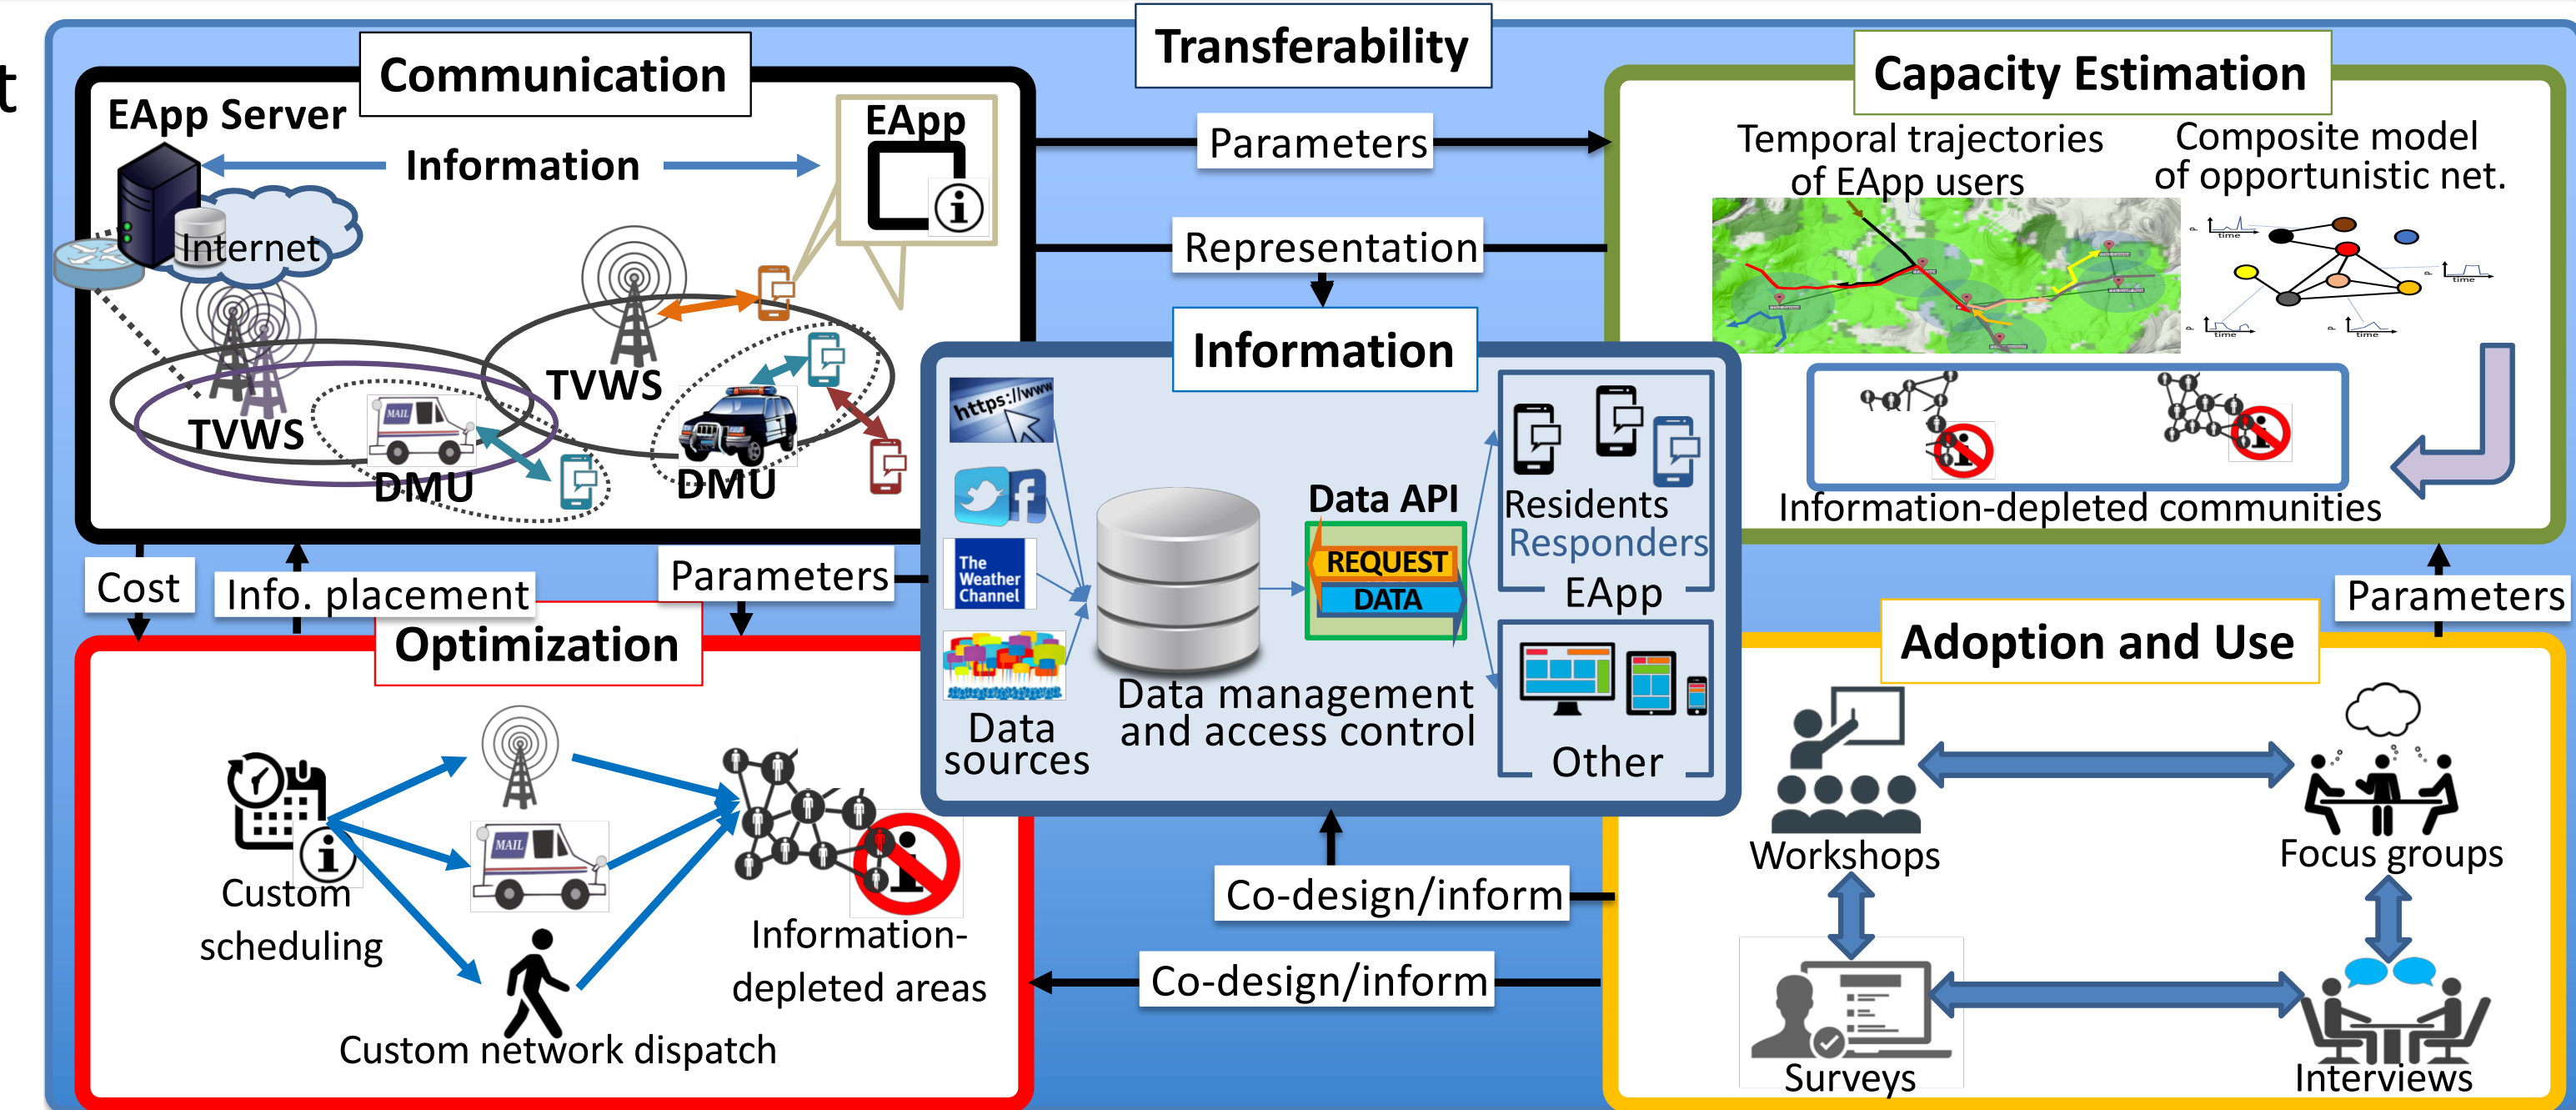 t
Transferability
Communication
EApp Server
Information
EApp
Internet
TVWS
TVWS
MAIL
DMU
DMU
Parameters
Representation
Capacity Estimation
Temporal trajectories
of EApp users
Composite model
of opportunistic net.
time
time
time
time
Information-depleted communities
Information
https://www
The
Weather
Channel
Data
sources
Data management
and access control
Data API
REQUEST
DATA
Residents
Responders
EApp
Other
Cost
Info. placement
Parameters
Parameters
Optimization
Custom
scheduling
MAIL
Custom network dispatch
Information-
depleted areas
Co-design/inform
Co-design/inform
Adoption and Use
Workshops
Focus groups
Surveys
Interviews